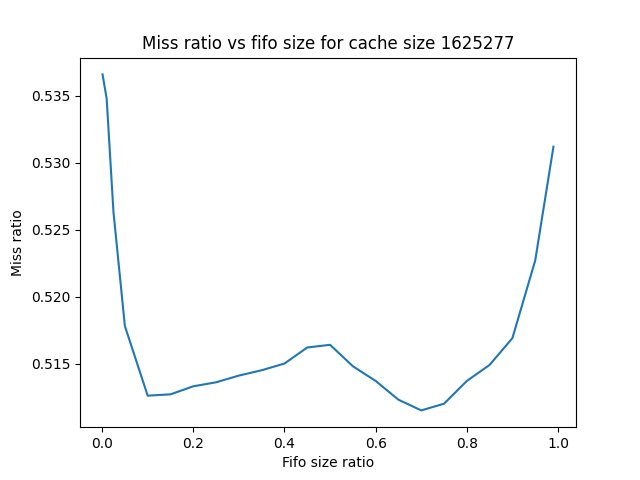 Miss ratio vs fifo size for cache size 1625277
0.535
0.530
0.525
0.520
0.515
Miss ratio
0.0 0.2 0.4 0.6 0.8 1.0
Fifo size ratio